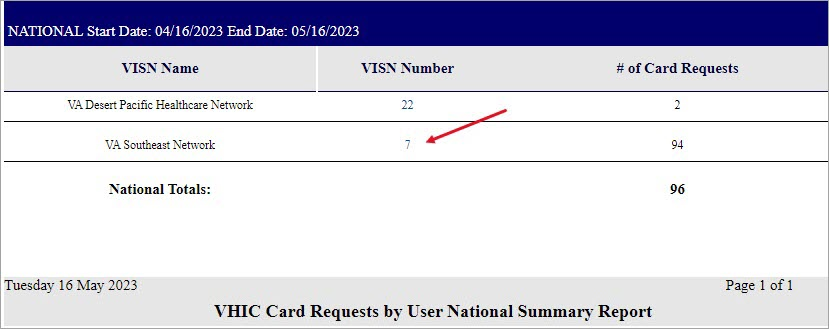 NATIONAL Start Date: 04/16/2023 End Date: 05/16/2023
VISN Name VISN Number # of Card Requests
VA Desert Pacific Healthcare Network 22 2
VA Southeast Network 7 94
National Totals: 96
Tuesday 16 May 2023 Page 1 of 1
VHIC Card Requests by User National Summary Report